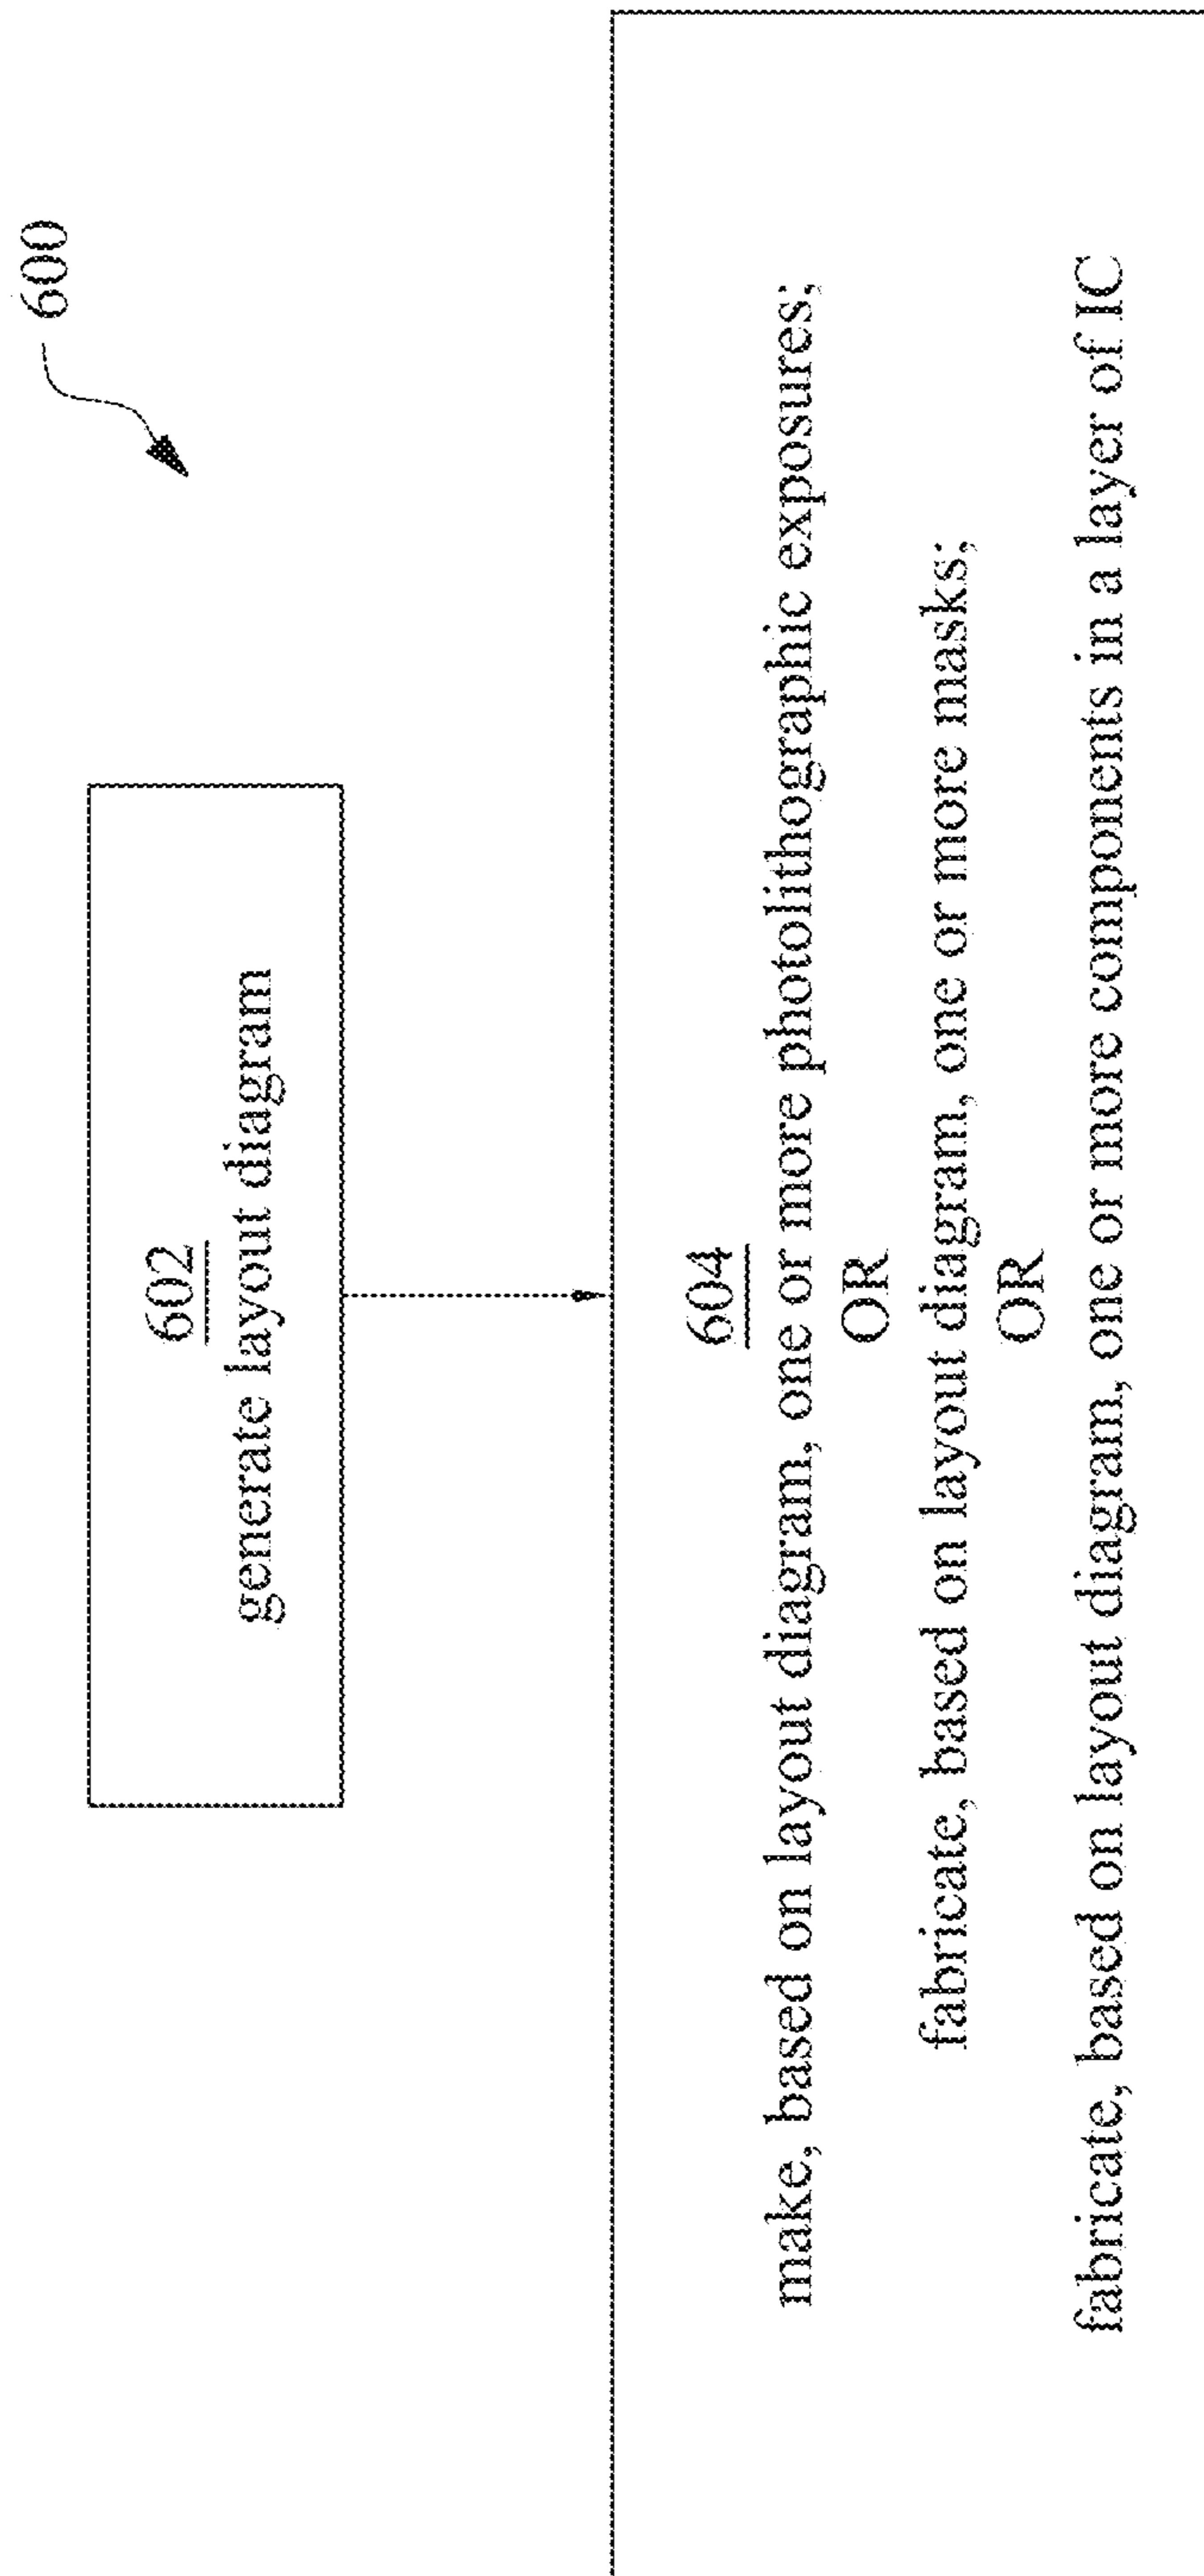 600
602
generate layout diagram
604
make, based on layout diagram, one or more photolithographic exposures;
OR
fabricate, based on layout diagram, one or more masks;
OR
fabricate, based on layout diagram, one or more components in a layer of IC